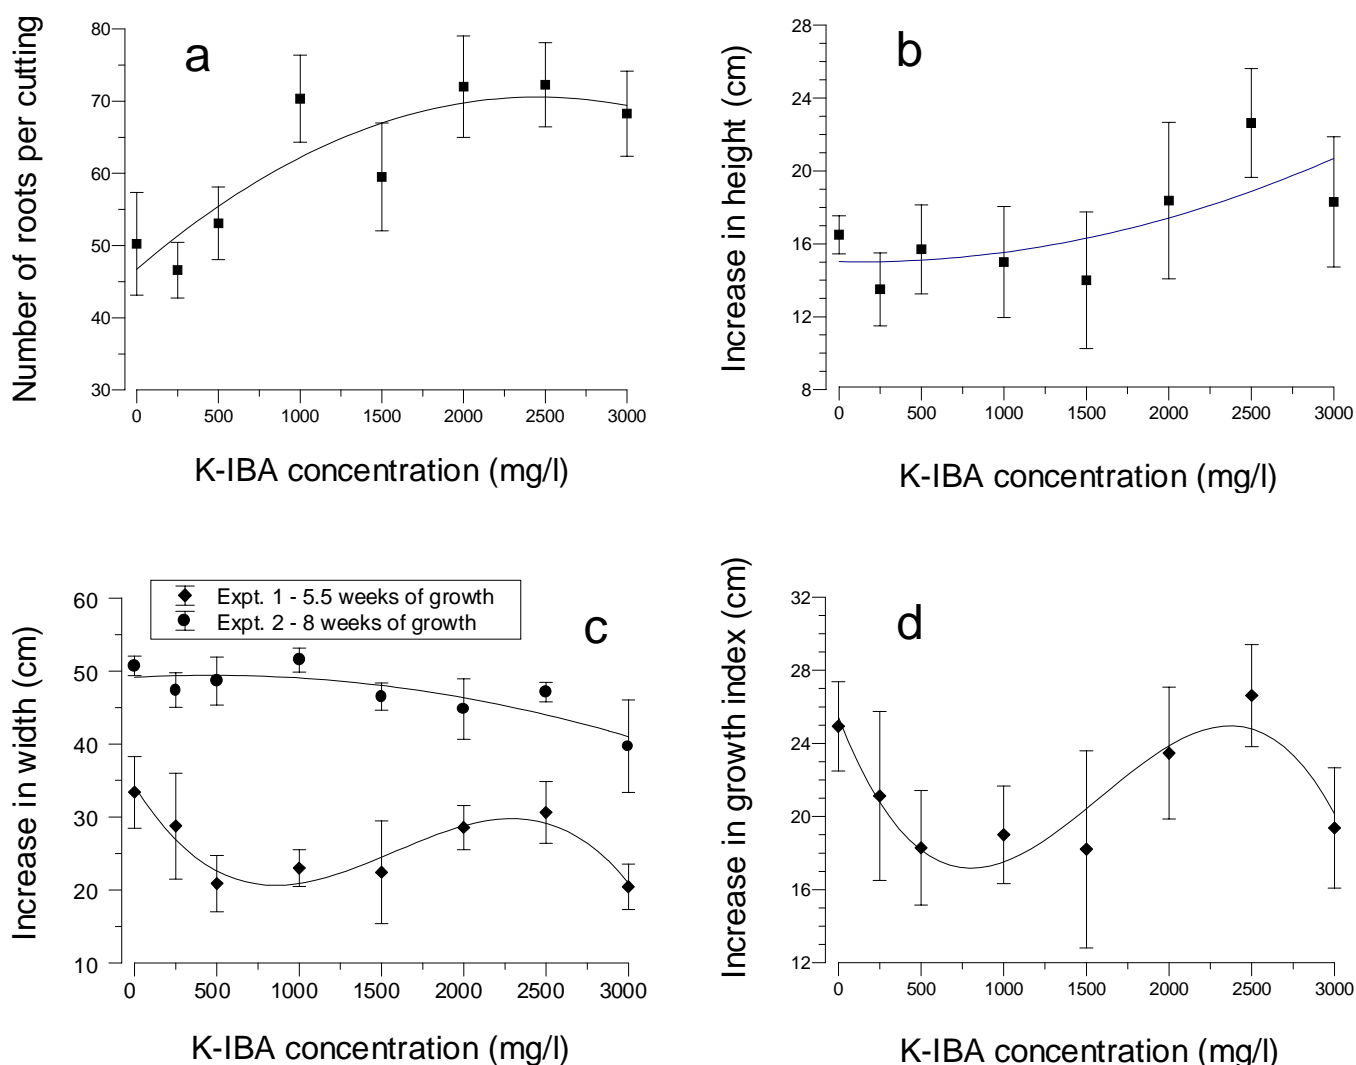 Number of roots per cutting
80
70
60
50
40
30
a
0 500 1000 1500 2000 2500 3000
K-IBA concentration (mg/l)
Increase in height (cm)
28
24
20
16
12
8
b
0 500 1000 1500 2000 2500 3000
K-IBA concentration (mg/l)
Increase in width (cm)
60
50
40
30
20
10
Expt. 1 - 5.5 weeks of growth
Expt. 2 - 8 weeks of growth
c
0 500 1000 1500 2000 2500 3000
K-IBA concentration (mg/l)
Increase in growth index (cm)
32
28
24
20
16
12
d
0 500 1000 1500 2000 2500 3000
K-IBA concentration (mg/l)